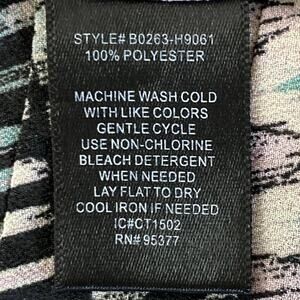 STYLE# B0263-H9061
100% POLYESTER
MACHINE WASH COLD
WITH LIKE COLORS
GENTLE CYCLE
USE NON-CHLORINE
BLEACH DETERGENT
WHEN NEEDED
LAY FLAT TO DRY
COOL IRON IF NEEDED
IC#CT1502
RN# 95377